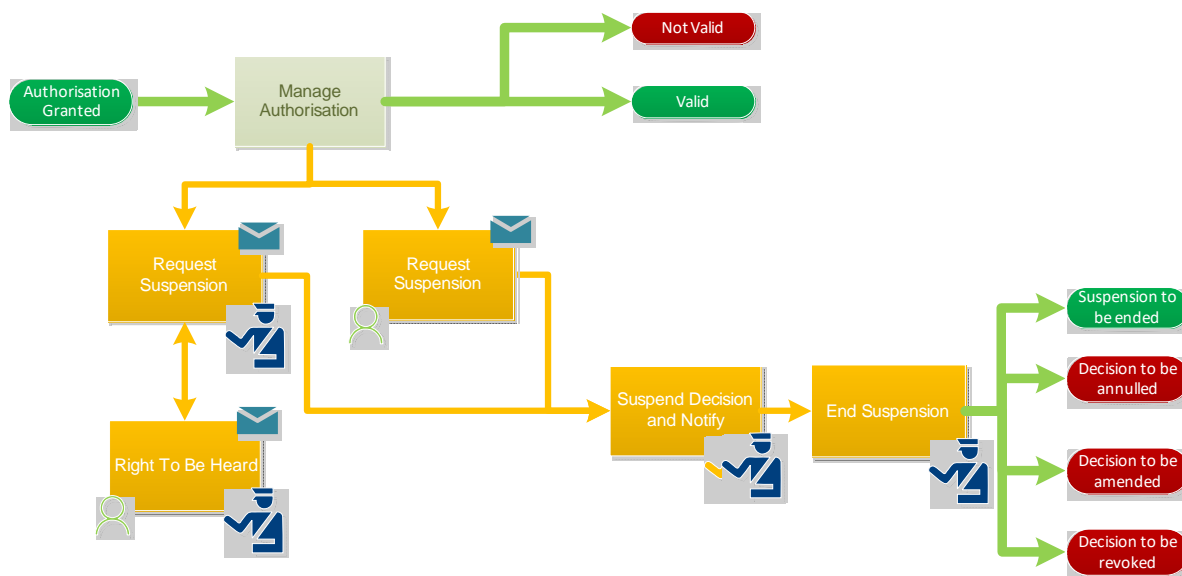 Not Valid
Authorisation
Granted
Manage
Authorisation
Valid
Request
Suspension
Request
Suspension
Suspension to
be ended
Decision to be
annulled
Suspend Decision
and Notify
End Suspension
Right To Be Heard
Decision to be
amended
Decision to be
revoked